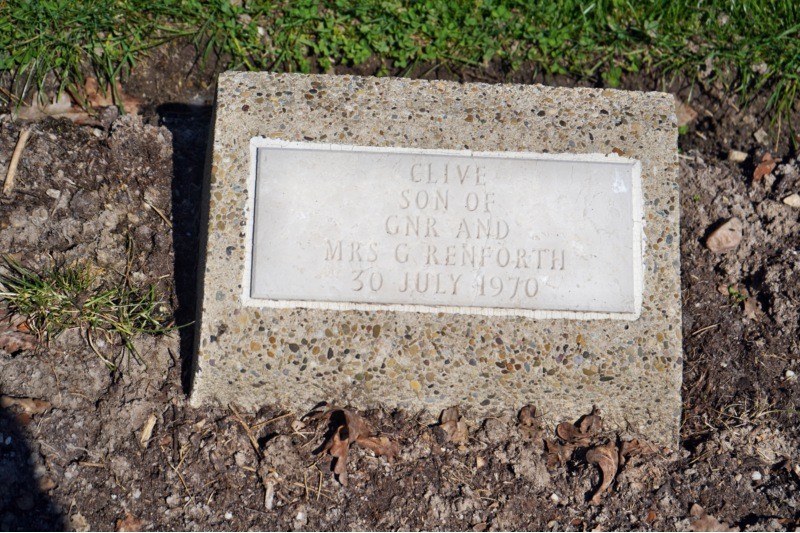 CLIVE
SON OF
GNR AND
MRS G RENFORTH
30 JULY 1970